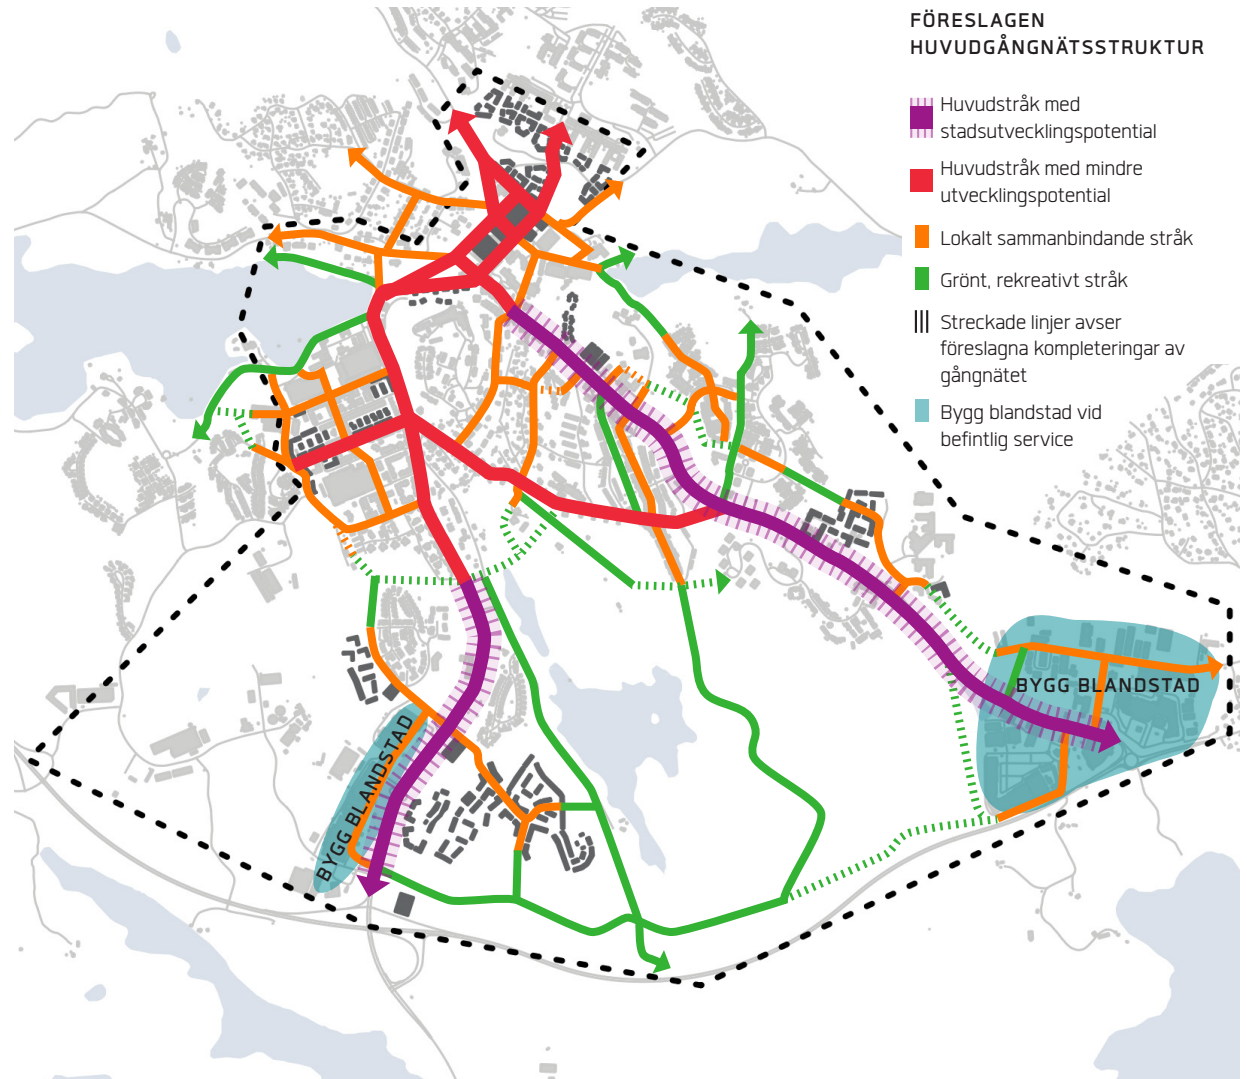 FÖRESLAGEN
HUVUDGÅNGNÄTSSTRUKTUR
Huvudstråk med
stadsutvecklingspotential
Huvudstråk med mindre
utvecklingspotential
Lokalt sammanbindande stråk
Grönt, rekreativt stråk
Streckade linjer avser
föreslagna kompleteringar av
gångnätet
Bygg blandstad vid
befintlig service
BYGG BLANDSTAD
BYGG BLANDSTAD